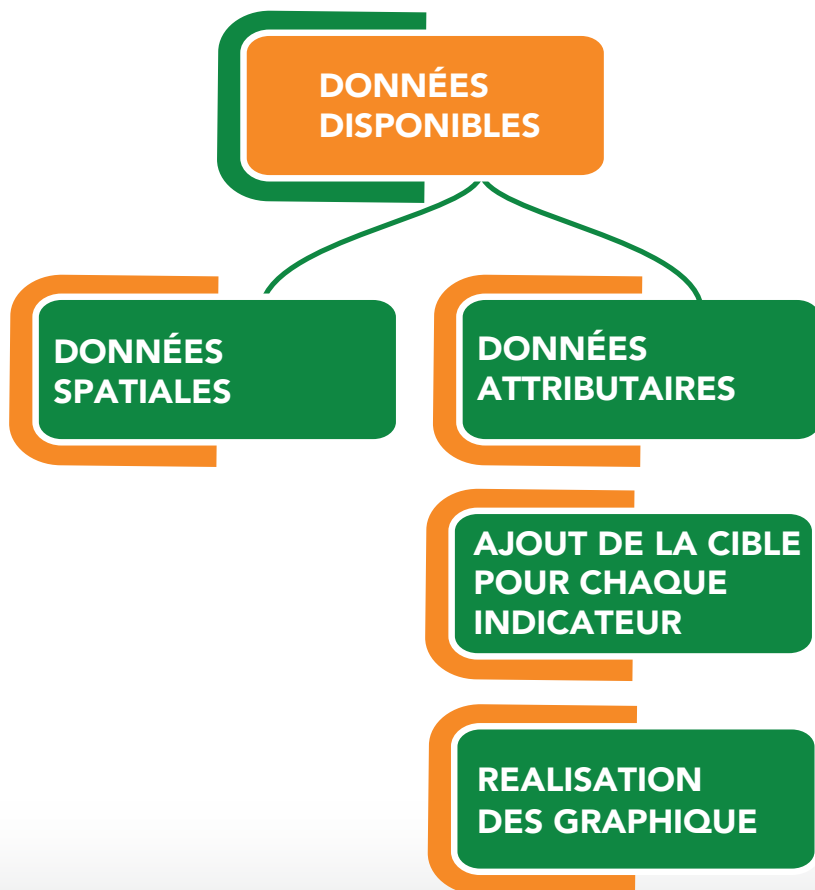 DONNÉES
DISPONIBLES
DONNÉES
SPATIALES
DONNÉES
ATTRIBUTAIRES
AJOUT DE LA CIBLE
POUR CHAQUE
INDICATEUR
REALISATION
DES GRAPHIQUE